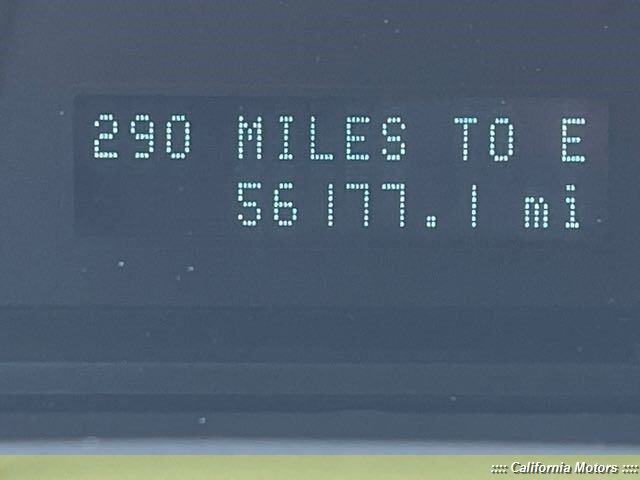 290 MILES TO E
56177.1 mi
:::: California Motors ::::